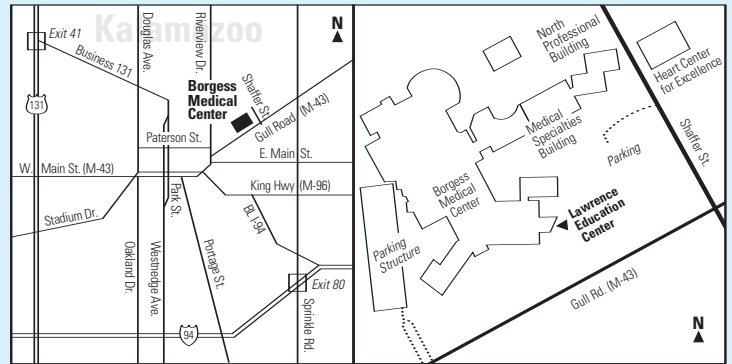 Kalamazoo
Exit 41
Business 131
Douglas Ave.
Riverview Dr.
N
Borgess
Medical
Center
Shaffer St.
Gull Road (M-43)
131
Paterson St.
E. Main St.
W. Main St. (M-43)
King Hwy (M-96)
Park St.
Stadium Dr.
BL I-94
Oakland Dr.
Westnedge Ave.
Portage St.
Exit 80
Sprinkle Rd.
94
North
Professional
Building
Heart Center
for Excellence
Medical
Specialties
Building
Parking
Shaffer St.
Borgess
Medical
Center
Lawrence
Education
Center
Parking
Structure
Gull Rd. (M-43)
N